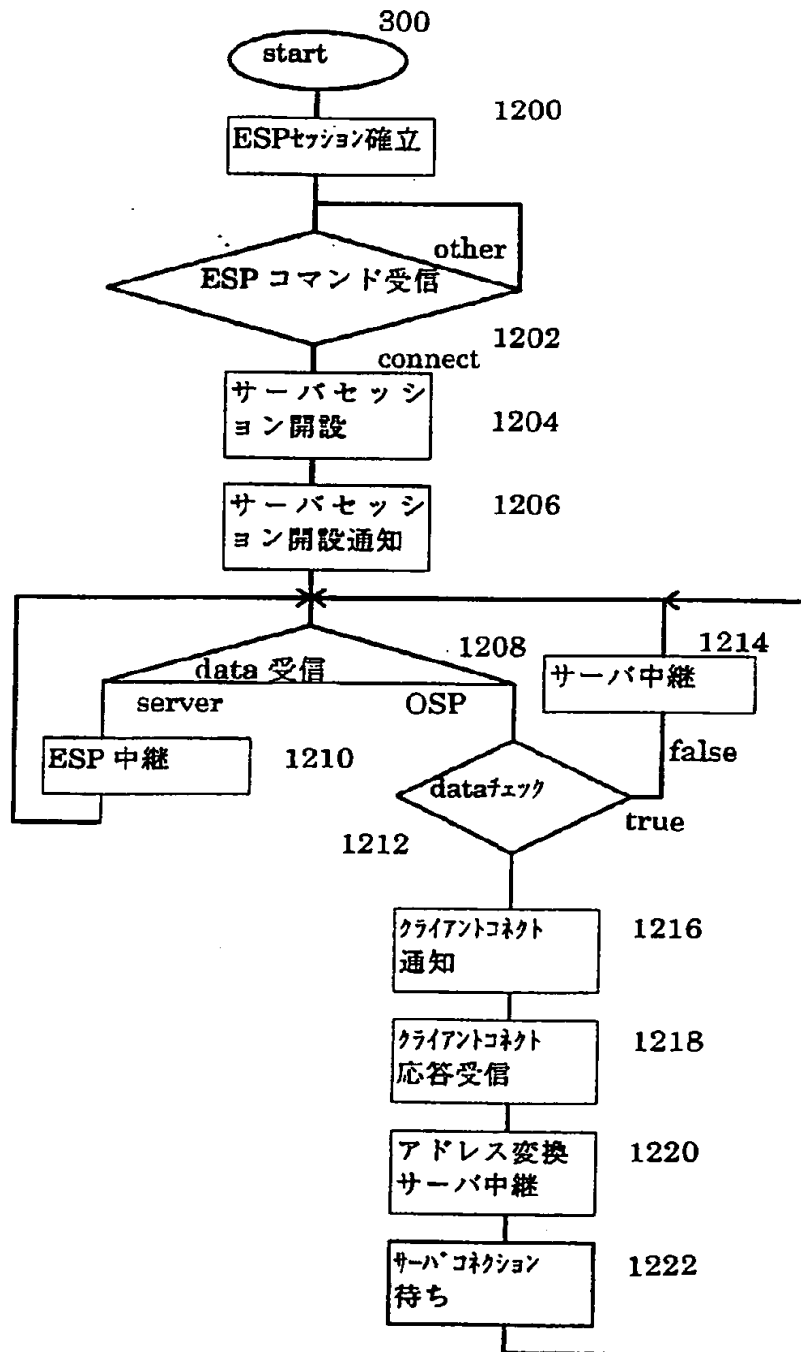 300
start
1200
ESPｾｯｼｮﾝ確立
other
ESP コマンド受信
1202
connect
サーバセッシ
ョン開設
1204
サーバセッシ
ョン開設通知
1206
1208
data 受信
server
OSP
1214
サーバ中継
ESP 中継
1210
false
dataﾁｪｯｸ
true
1212
ｸﾗｲｱﾝﾄｺﾈｸﾄ
通知
1216
ｸﾗｲｱﾝﾄｺﾈｸﾄ
応答受信
1218
アドレス変換
サーバ中継
1220
ｻｰﾊﾞｺﾈｸｼｮﾝ
待ち
1222